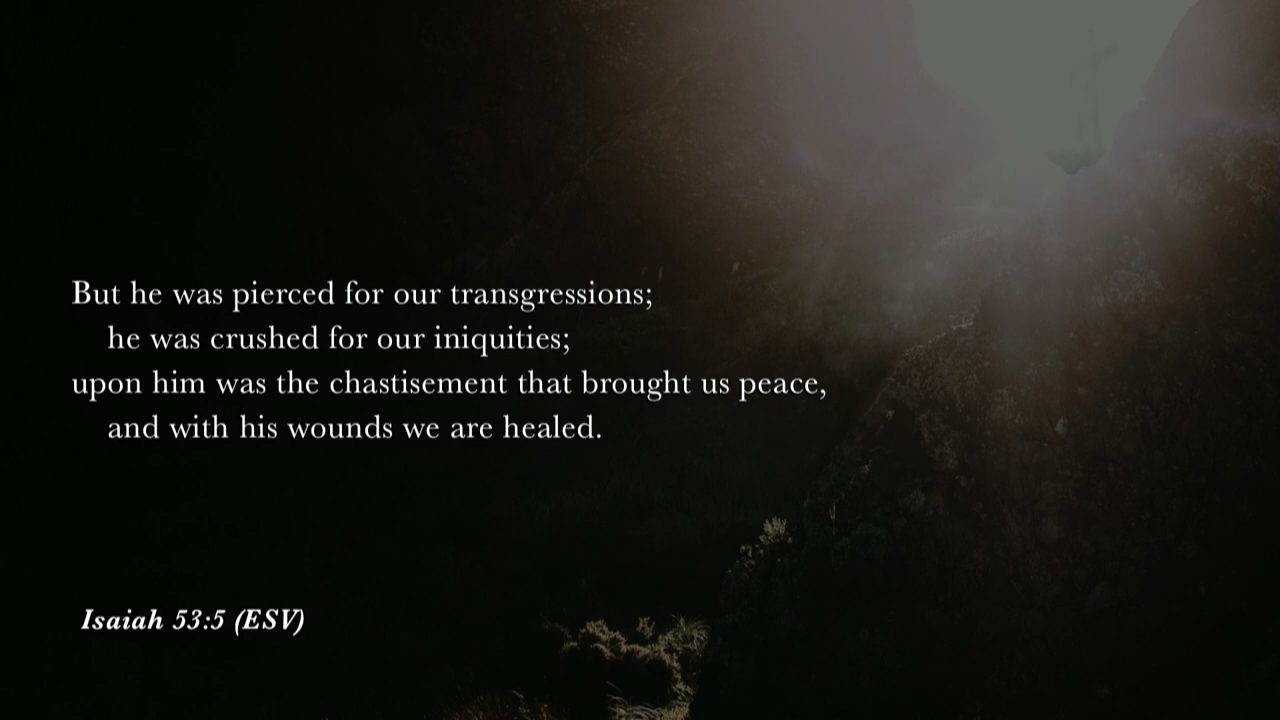 But he was pierced for our transgressions;
he was crushed for our iniquities;
upon him was the chastisement that brought us peace,
and with his wounds we are healed.
Isaiah 53:5 (ESV)